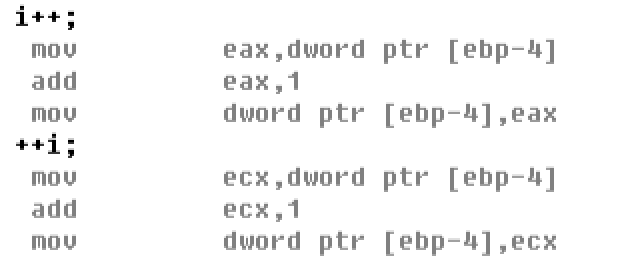 i++;
mov eax,dword ptr [ebp-4]
add eax,1
mov dword ptr [ebp-4],eax
++i;
mov ecx,dword ptr [ebp-4]
add ecx,1
mov dword ptr [ebp-4],ecx